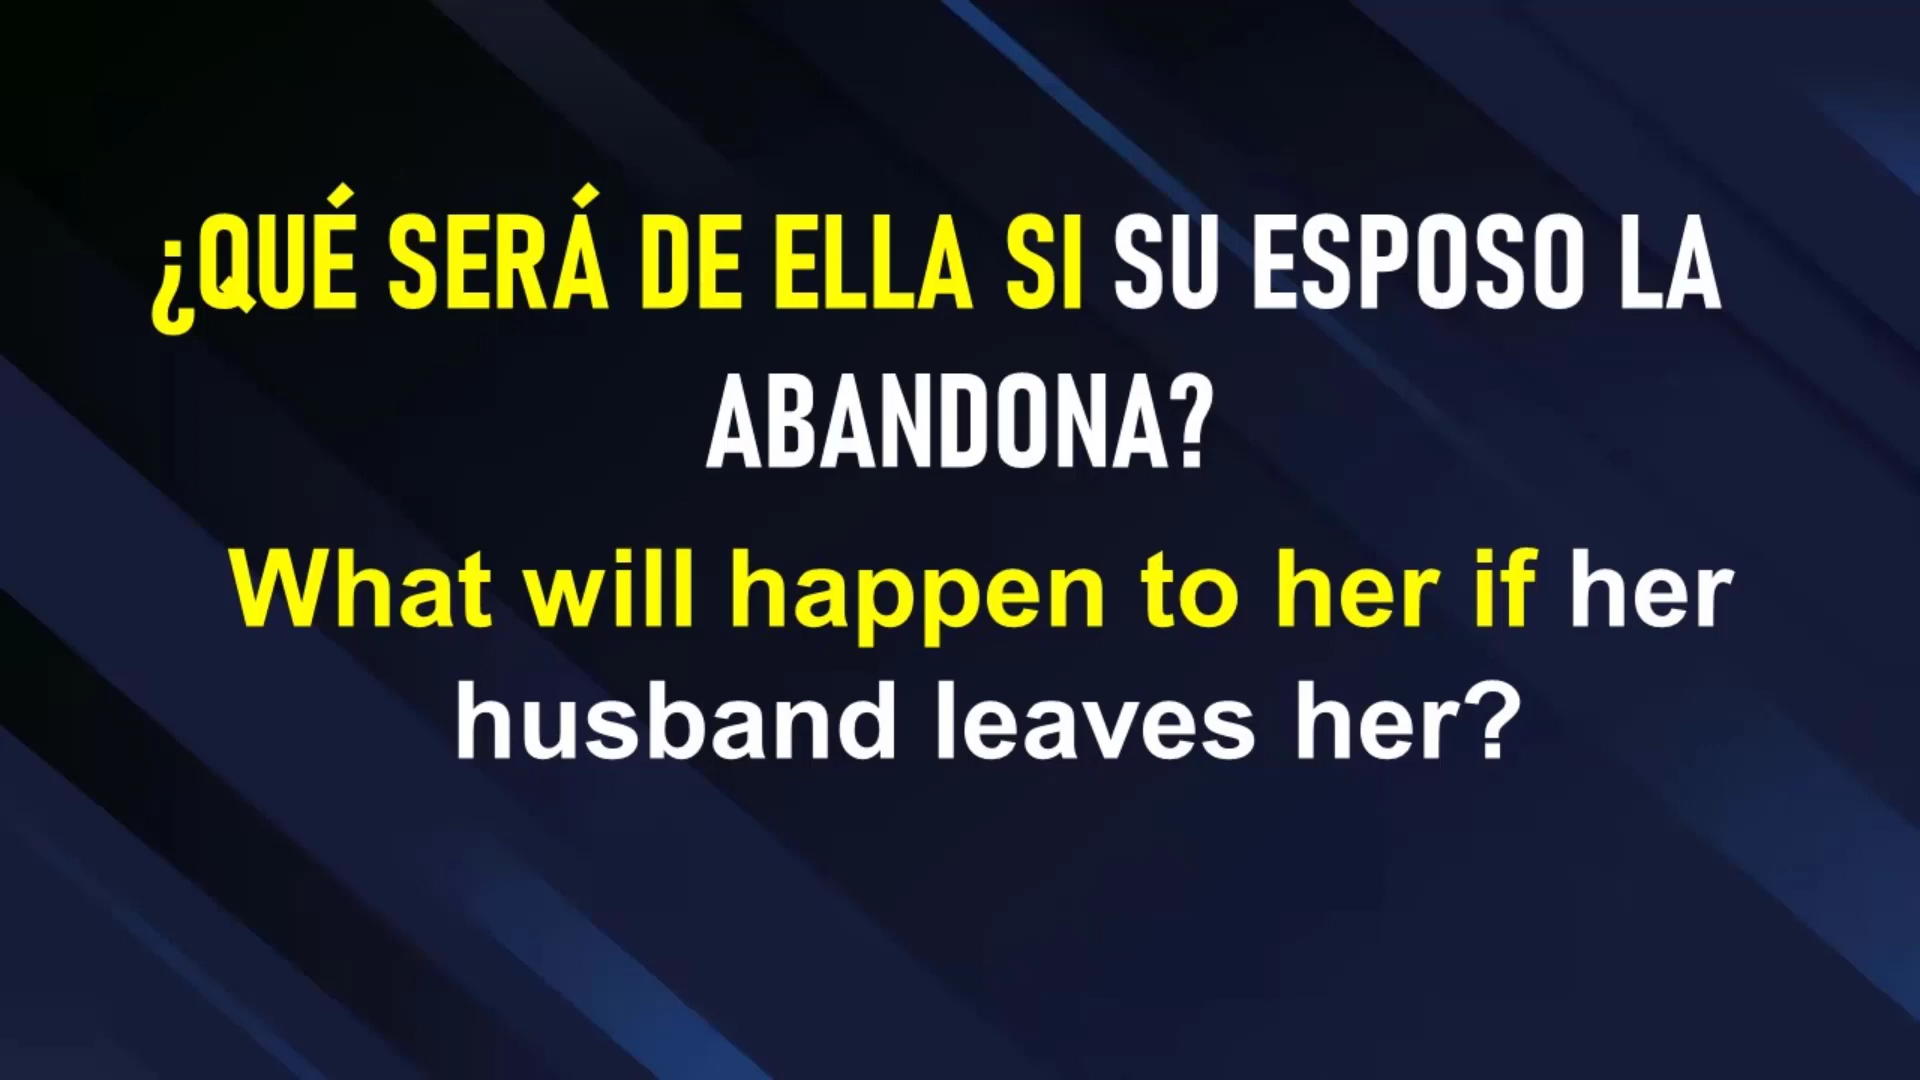 ¿QUÉ SERÁ DE ELLA SI SU ESPOSO LA
ABANDONA?
What will happen to her if her
husband leaves her?